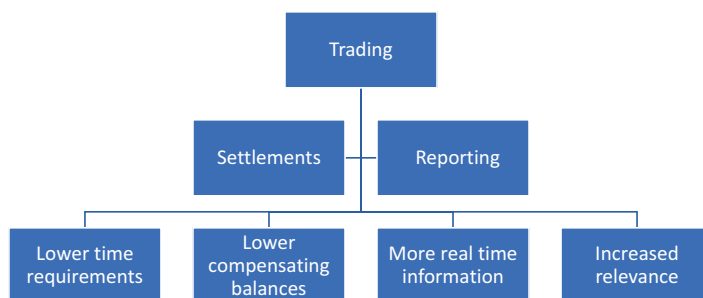 Trading
Settlements
Reporting
Lower time
requirements
Lower
compensating
balances
More real time
information
Increased
relevance